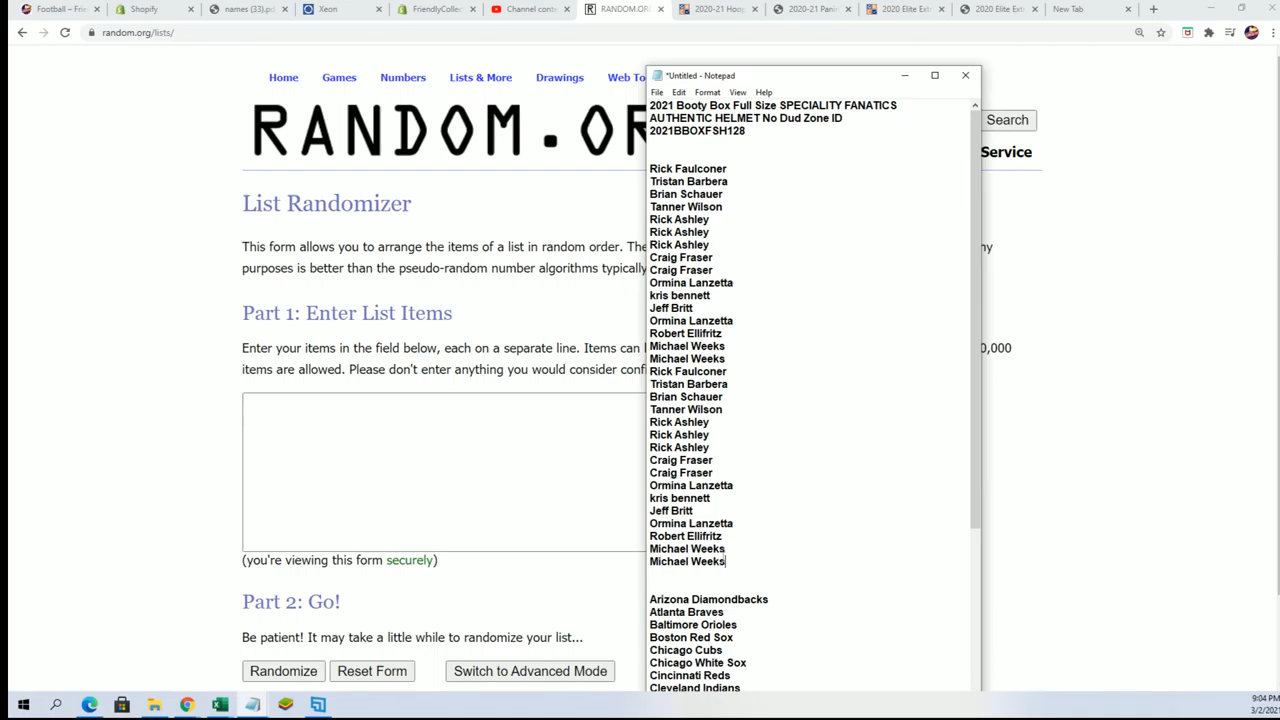 Football – Frie
Shopify
names (33).pd
Xeon
FriendlyCollec
Channel conte
RANDOM.OR
2020-21 Hoop
2020-21 Panin
2020 Elite Ext
2020 Elite Ext
New Tab
random.org/lists/
Home
Games
Numbers
Lists & More
Drawings
Web To
RANDOM.OR
Search
Service
List Randomizer
This form allows you to arrange the items of a list in random order. The
ny
purposes is better than the pseudo-random number algorithms typically
Part 1: Enter List Items
Enter your items in the field below, each on a separate line. Items can
0,000
items are allowed. Please don't enter anything you would consider conf
(you're viewing this form securely)
Part 2: Go!
Be patient! It may take a little while to randomize your list...
Randomize
Reset Form
Switch to Advanced Mode
*Untitled - Notepad
File Edit Format View Help
2021 Booty Box Full Size SPECIALITY FANATICS
AUTHENTIC HELMET No Dud Zone ID
2021BBOXFSH128
Rick Faulconer
Tristan Barbera
Brian Schauer
Tanner Wilson
Rick Ashley
Rick Ashley
Rick Ashley
Craig Fraser
Craig Fraser
Ormina Lanzetta
kris bennett
Jeff Britt
Ormina Lanzetta
Robert Ellifritz
Michael Weeks
Michael Weeks
Rick Faulconer
Tristan Barbera
Brian Schauer
Tanner Wilson
Rick Ashley
Rick Ashley
Rick Ashley
Craig Fraser
Craig Fraser
Ormina Lanzetta
kris bennett
Jeff Britt
Ormina Lanzetta
Robert Ellifritz
Michael Weeks
Michael Weeks
Arizona Diamondbacks
Atlanta Braves
Baltimore Orioles
Boston Red Sox
Chicago Cubs
Chicago White Sox
Cincinnati Reds
Cleveland Indians
9:04 PM
3/2/2021